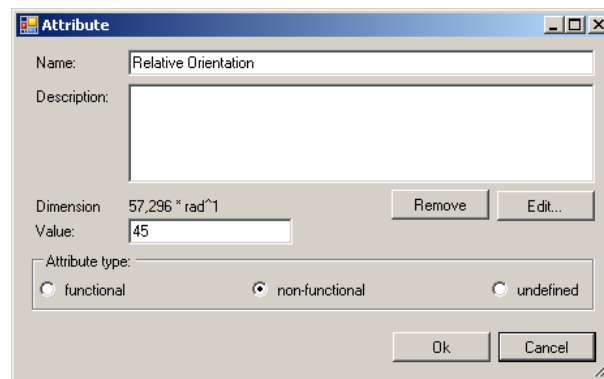 Attribute
Name: Relative Orientation
Description:
Dimension 57,296 * rad^1 Remove Edit...
Value: 45
Attribute type:
functional non-functional undefined
Ok Cancel